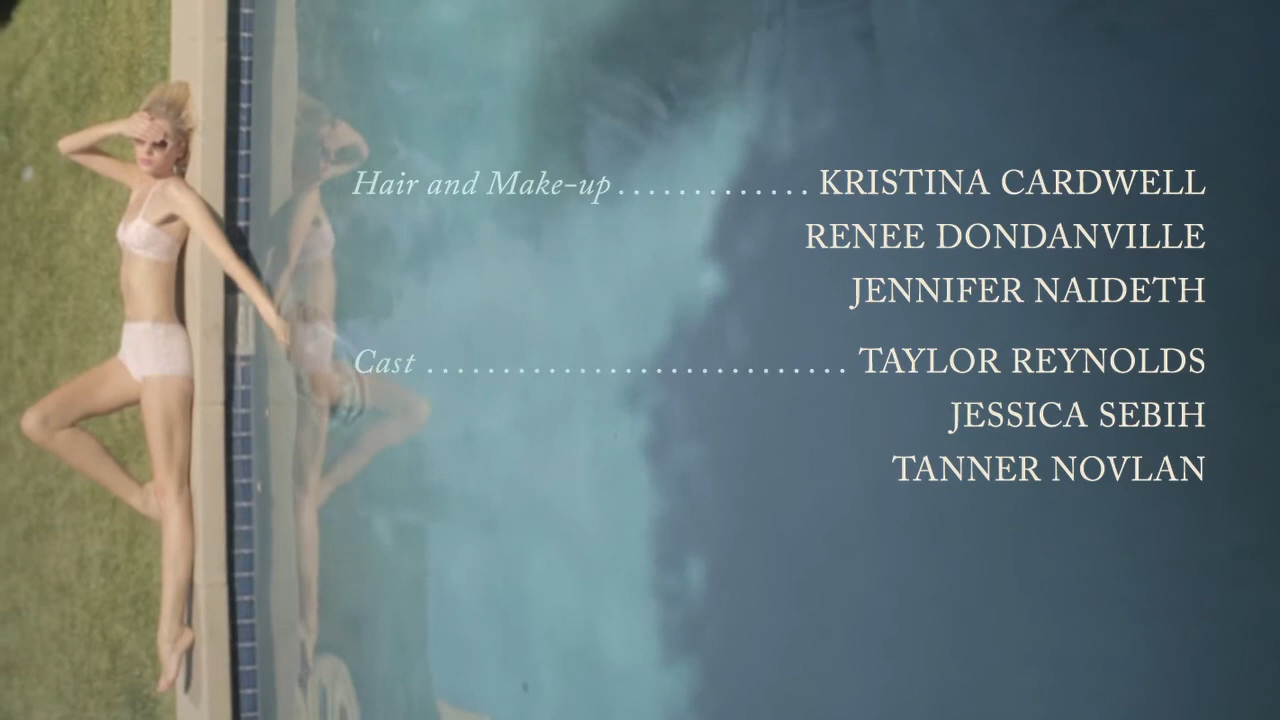 Hair and Make-up.............KRISTINA CARDWELL
RENEE DONDANVILLE
JENNIFER NAIDETH
Cast ............................TAYLOR REYNOLDS
JESSICA SEBIH
TANNER NOVLAN